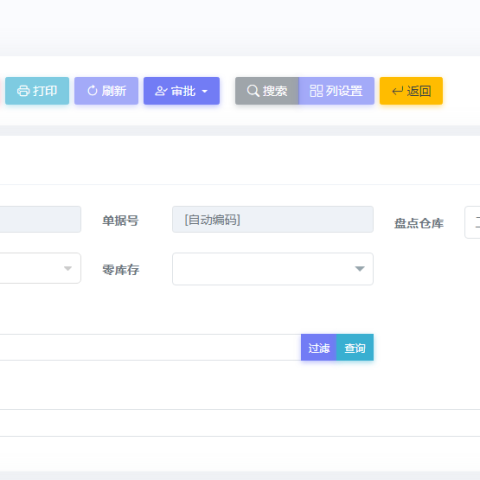 打印 刷新 审批 搜索 列设置 返回
单据号 [自动编码] 盘点仓库
零库存
过滤 查询